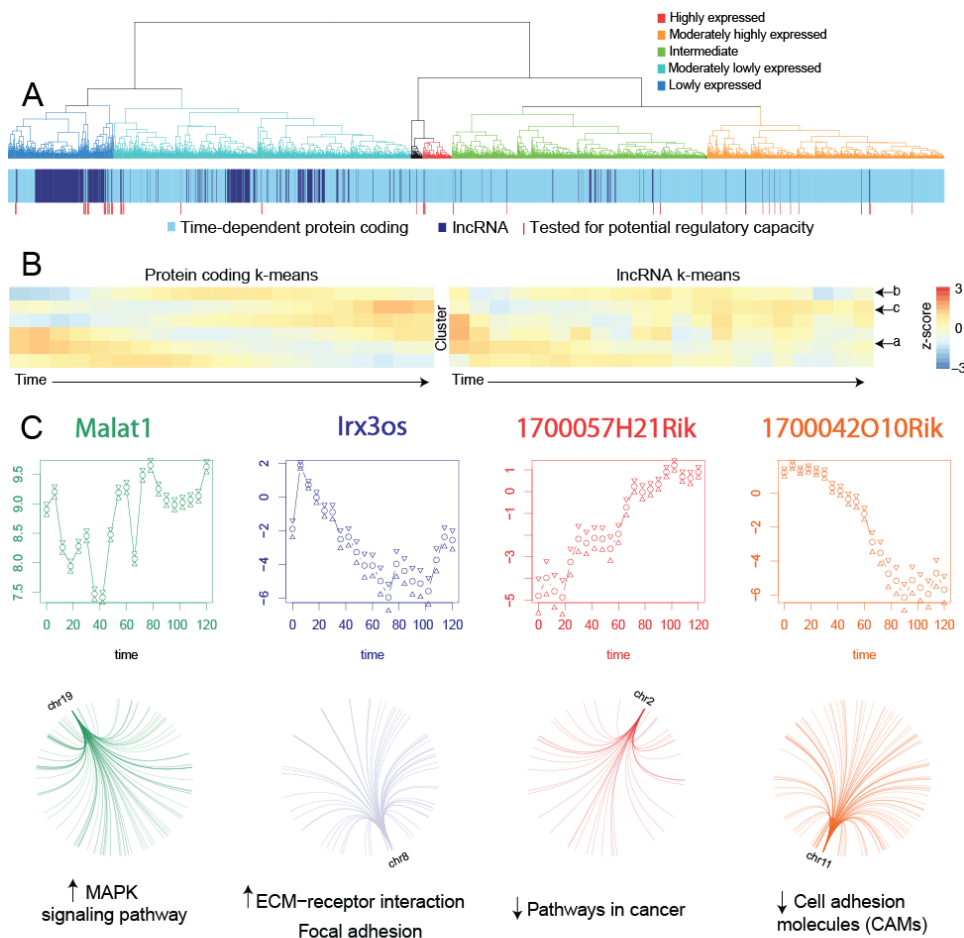 Highly expressed
Moderately highly expressed
Intermediate
Moderately lowly expressed
Lowly expressed
A
Time-dependent protein coding
lncRNA
Tested for potential regulatory capacity
B
Protein coding k-means
lncRNA k-means
Cluster
b
c
a
z-score
3
0
−3
Time
Time
C
Malat1
9.5
9.0
8.5
8.0
7.5
0 20 40 60 80 100 120
time
Irx3os
2
0
−2
−4
−6
0 20 40 60 80 100 120
time
1700057H21Rik
1
0
−1
−3
−5
0 20 40 60 80 100 120
time
1700042O10Rik
0
−2
−4
−6
0 20 40 60 80 100 120
time
chr19
chr8
chr2
chr11
MAPK
signaling pathway
ECM−receptor interaction
Focal adhesion
Pathways in cancer
Cell adhesion
molecules (CAMs)